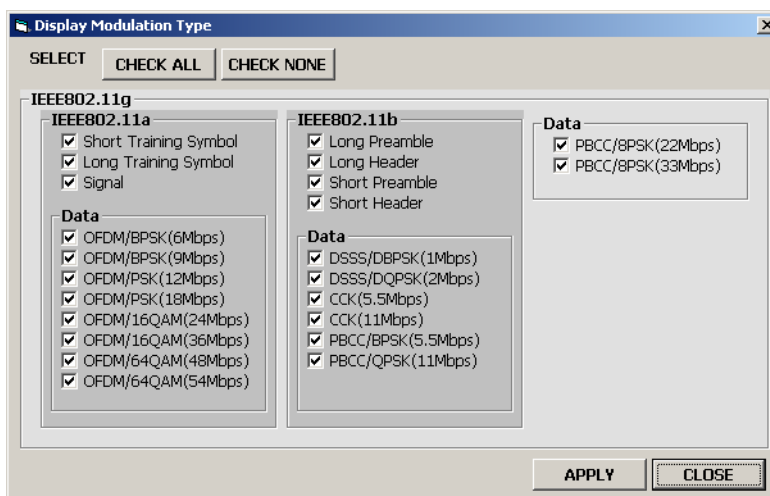 Display Modulation Type
SELECT CHECK ALL CHECK NONE
IEEE802.11g
IEEE802.11a
Short Training Symbol
Long Training Symbol
Signal
Data
OFDM/BPSK(6Mbps)
OFDM/BPSK(9Mbps)
OFDM/PSK(12Mbps)
OFDM/PSK(18Mbps)
OFDM/16QAM(24Mbps)
OFDM/16QAM(36Mbps)
OFDM/64QAM(48Mbps)
OFDM/64QAM(54Mbps)
IEEE802.11b
Long Preamble
Long Header
Short Preamble
Short Header
Data
DSSS/DBPSK(1Mbps)
DSSS/DQPSK(2Mbps)
CCK(5.5Mbps)
CCK(11Mbps)
PBCC/BPSK(5.5Mbps)
PBCC/QPSK(11Mbps)
Data
PBCC/8PSK(22Mbps)
PBCC/8PSK(33Mbps)
APPLY CLOSE